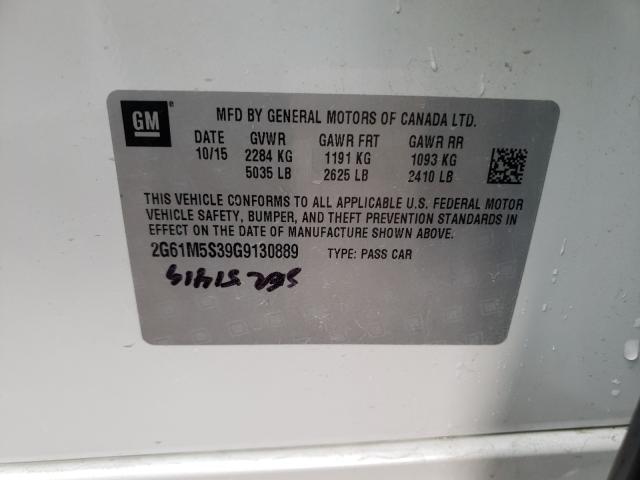 GM
MFD BY GENERAL MOTORS OF CANADA LTD.
DATE GVWR GAWR FRT GAWR RR
10/15 2284 KG 1191 KG 1093 KG
5035 LB 2625 LB 2410 LB
THIS VEHICLE CONFORMS TO ALL APPLICABLE U.S. FEDERAL MOTOR
VEHICLE SAFETY, BUMPER, AND THEFT PREVENTION STANDARDS IN
EFFECT ON THE DATE OF MANUFACTURE SHOWN ABOVE.
2G61M5S39G9130889 TYPE: PASS CAR